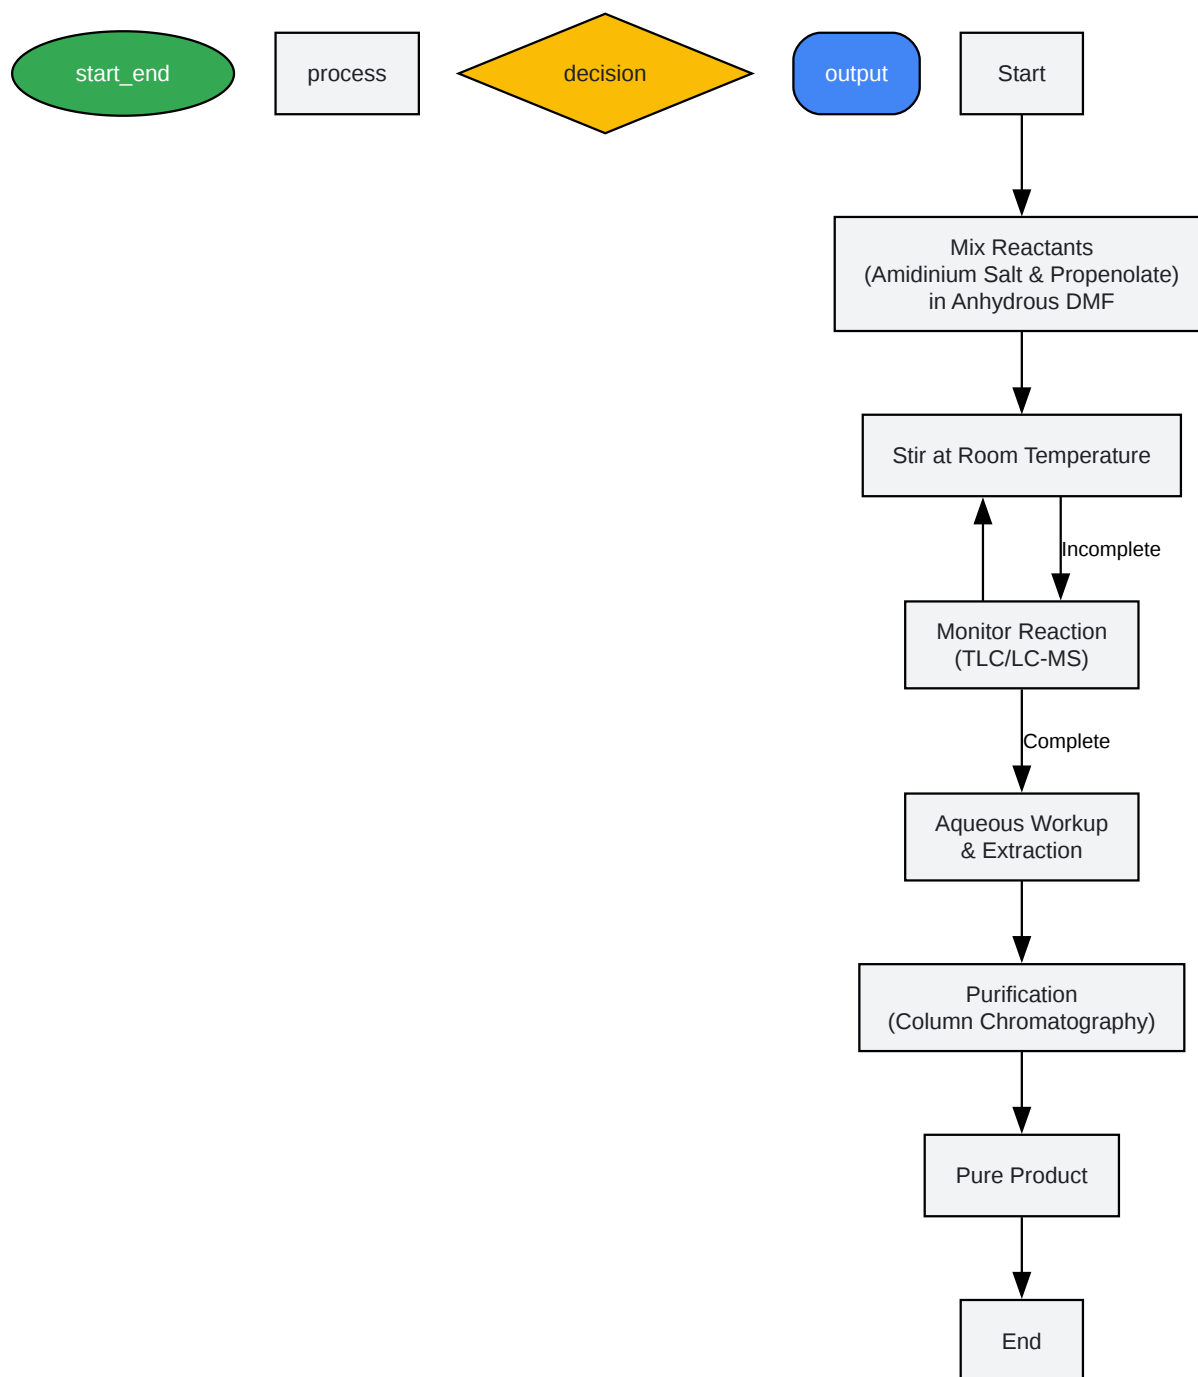 start_end
process
decision
output
Start
Mix Reactants
(Amidinium Salt & Propenolate)
in Anhydrous DMF
Stir at Room Temperature
Incomplete
Monitor Reaction
(TLC/LC-MS)
Complete
Aqueous Workup
& Extraction
Purification
(Column Chromatography)
Pure Product
End